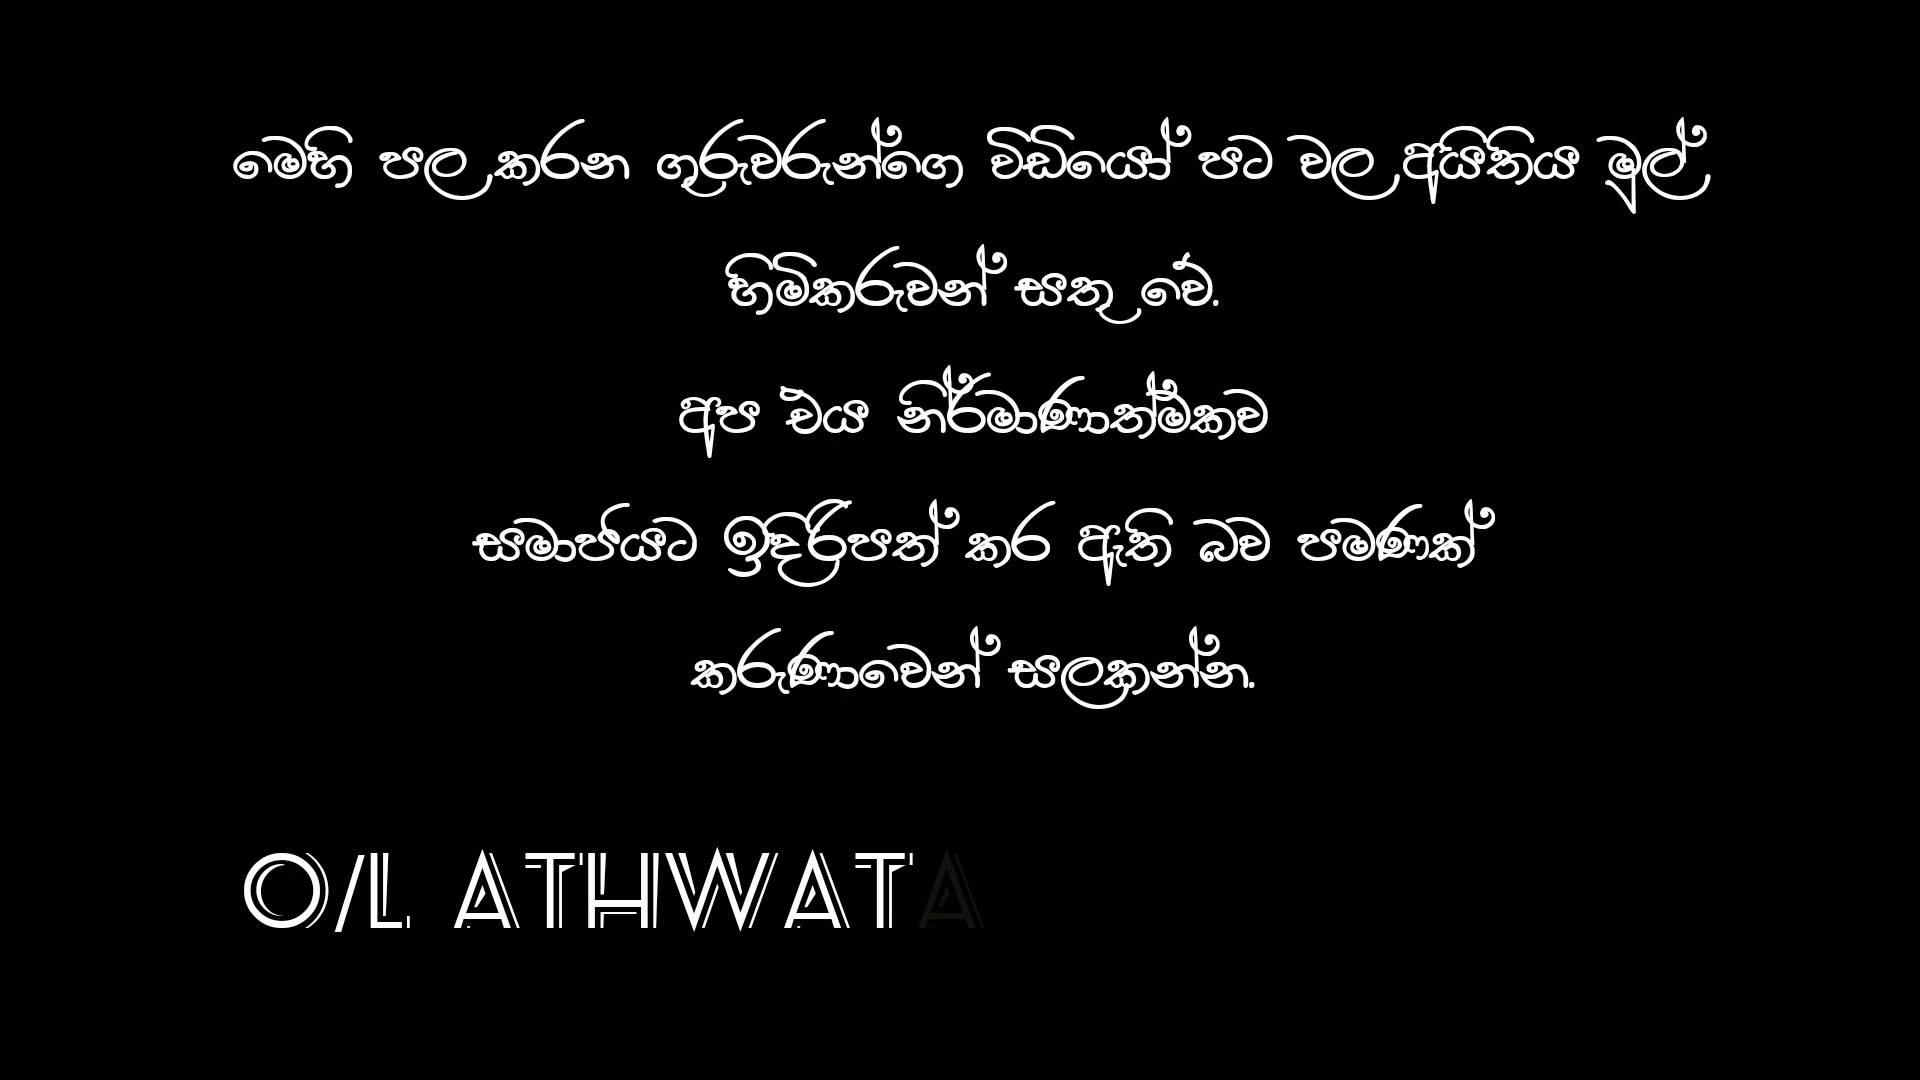 මෙහි පල කරන ගුරුවරුන්ගෙ විඩියෝ පට වල අයිතිය මුල්
හිමිකරුවන් සතු වේ.
අප එය නිර්මාණාත්මකව
සමාජයට ඉදිරිපත් කර ඇති බව පමණක්
කරුණාවෙන් සලකන්න.
O/L ATHWATA